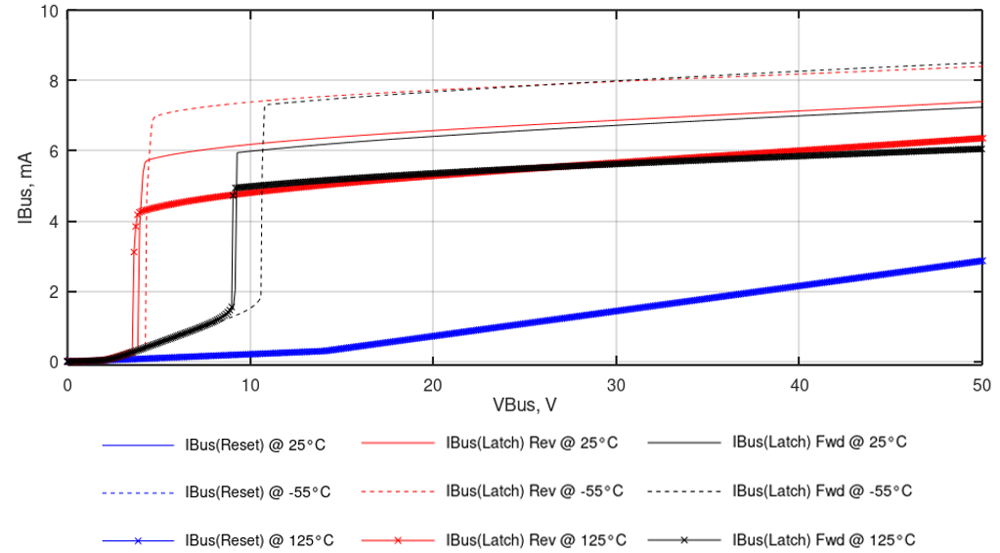 10
8
6
4
2
0
IBus, mA
0 10 20 30 40 50
VBus, V
IBus(Reset) @ 25°C IBus(Latch) Rev @ 25°C IBus(Latch) Fwd @ 25°C
IBus(Reset) @ -55°C IBus(Latch) Rev @ -55°C IBus(Latch) Fwd @ -55°C
IBus(Reset) @ 125°C IBus(Latch) Rev @ 125°C IBus(Latch) Fwd @ 125°C